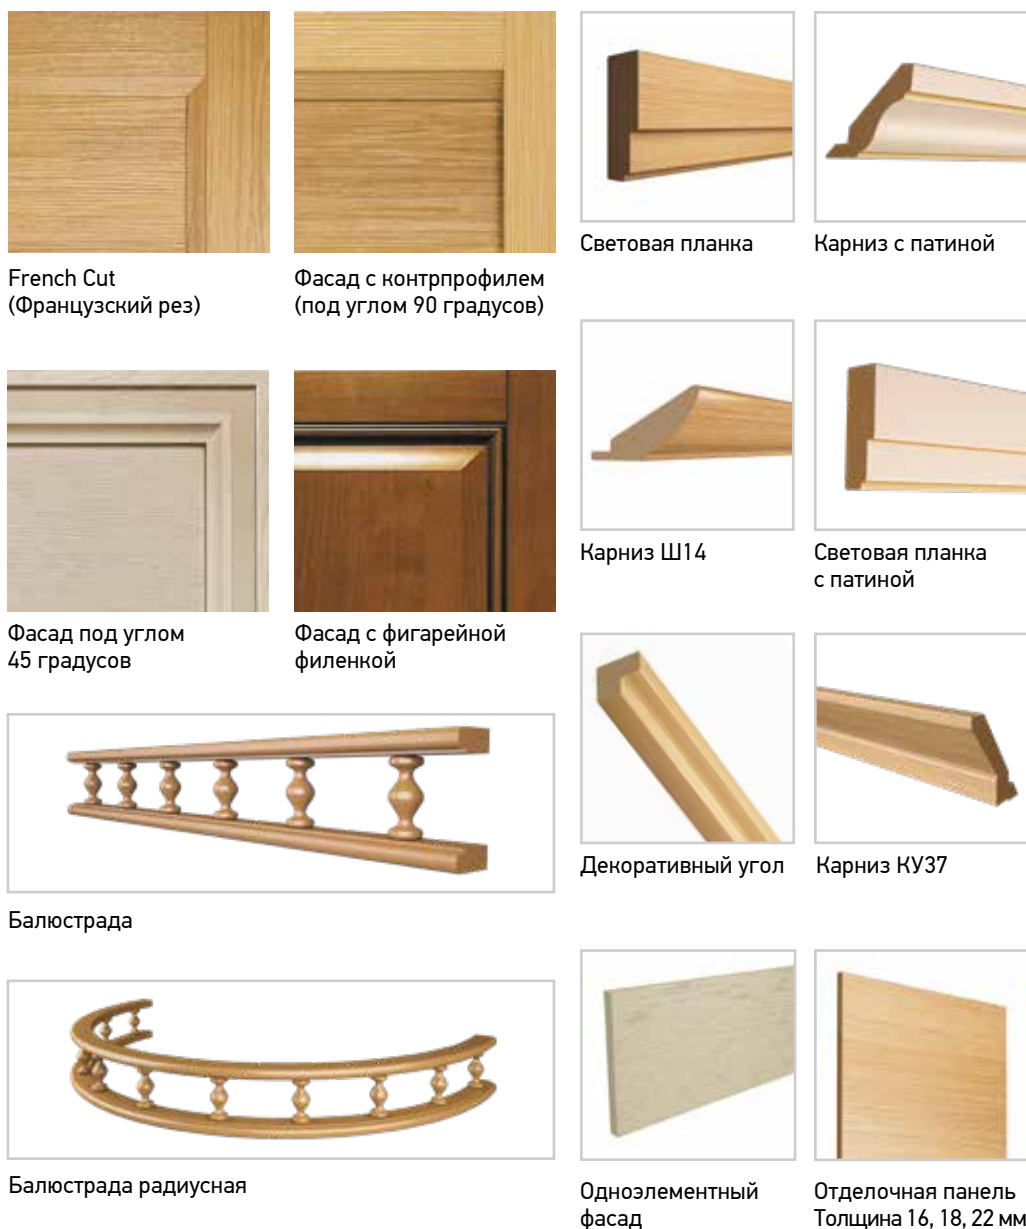 French Cut
(Французский рез)
Фасад с контрпрофилем
(под углом 90 градусов)
Световая планка
Карниз с патиной
Карниз Ш14
Световая планка
с патиной
Фасад под углом
45 градусов
Фасад с фигарейной
филенкой
Декоративный угол
Карниз КУ37
Балюстрада
Балюстрада радиусная
Одноэлементный
фасад
Отделочная панель
Толщина 16, 18, 22 мм